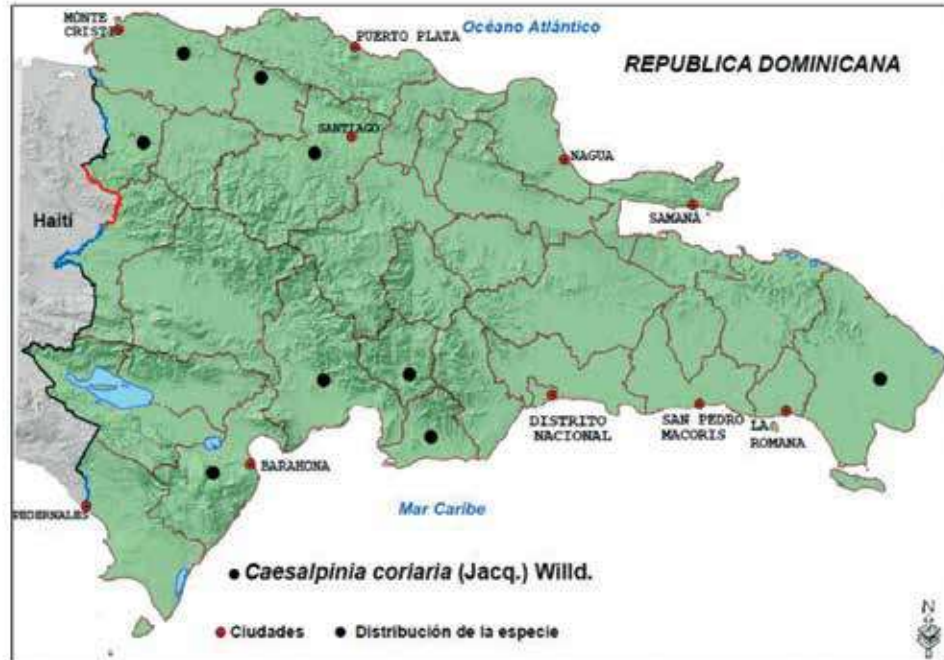 MONTE
CRISTI
PUERTO PLATA
Océano Atlántico
REPUBLICA DOMINICANA
SANTIAGO
NAGUA
SAMANA
Haití
DISTRITO
NACIONAL
SAN PEDRO
MACORIS
LA
ROMANA
BARAHONA
PEDERNALES
Mar Caribe
Caesalpinia coriaria (Jacq.) Willd.
Ciudades
Distribución de la especie
N